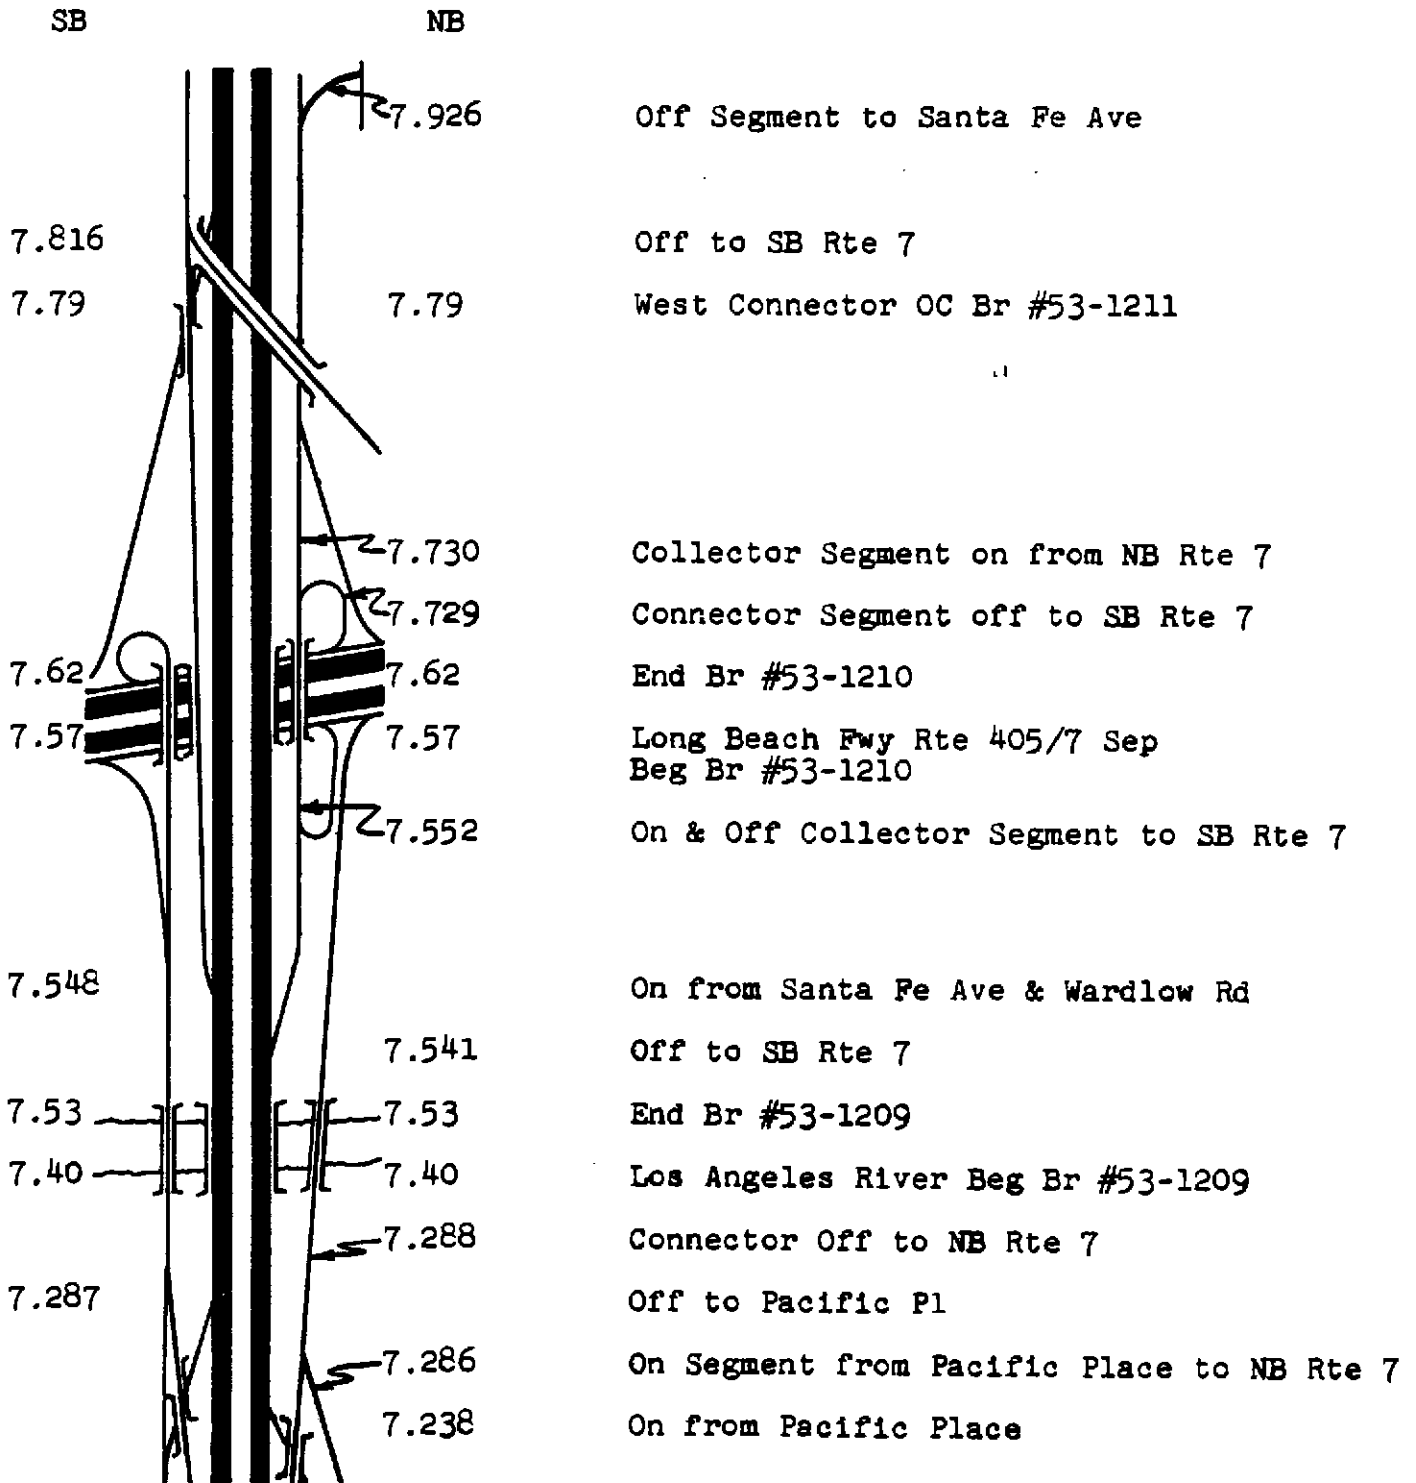 SB NB
7.926 Off Segment to Santa Fe Ave
7.816 Off to SB Rte 7
7.79 7.79 West Connector OC Br #53-1211
7.730 Collector Segment on from NB Rte 7
7.729 Connector Segment off to SB Rte 7
7.62 7.62 End Br #53-1210
7.57 7.57 Long Beach Fwy Rte 405/7 Sep
Beg Br #53-1210
7.552 On & Off Collector Segment to SB Rte 7
7.548 On from Santa Fe Ave & Wardlow Rd
7.541 Off to SB Rte 7
7.53 7.53 End Br #53-1209
7.40 7.40 Los Angeles River Beg Br #53-1209
7.288 Connector Off to NB Rte 7
7.287 Off to Pacific Pl
7.286 On Segment from Pacific Place to NB Rte 7
7.238 On from Pacific Place